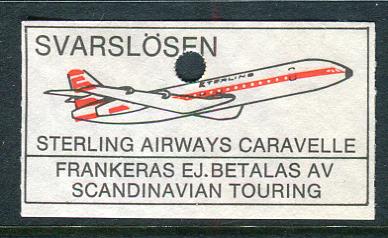 SVARSLÖSEN
STERLING
STERLING AIRWAYS CARAVELLE
FRANKERAS EJ.BETALAS AV
SCANDINAVIAN TOURING